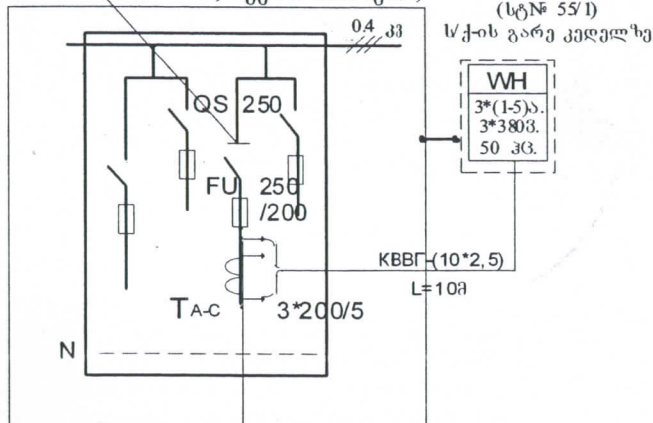 (სტ№ 55/1)
ს/ქ-ის გარე კედელზე
0.4 კვ
WH
3*(1-5)ა.
3*380ვ.
50 ჰც.
QS 250
FU 250
/200
КВВГ-(10*2,5)
L=10მ
TA-C 3*200/5
N